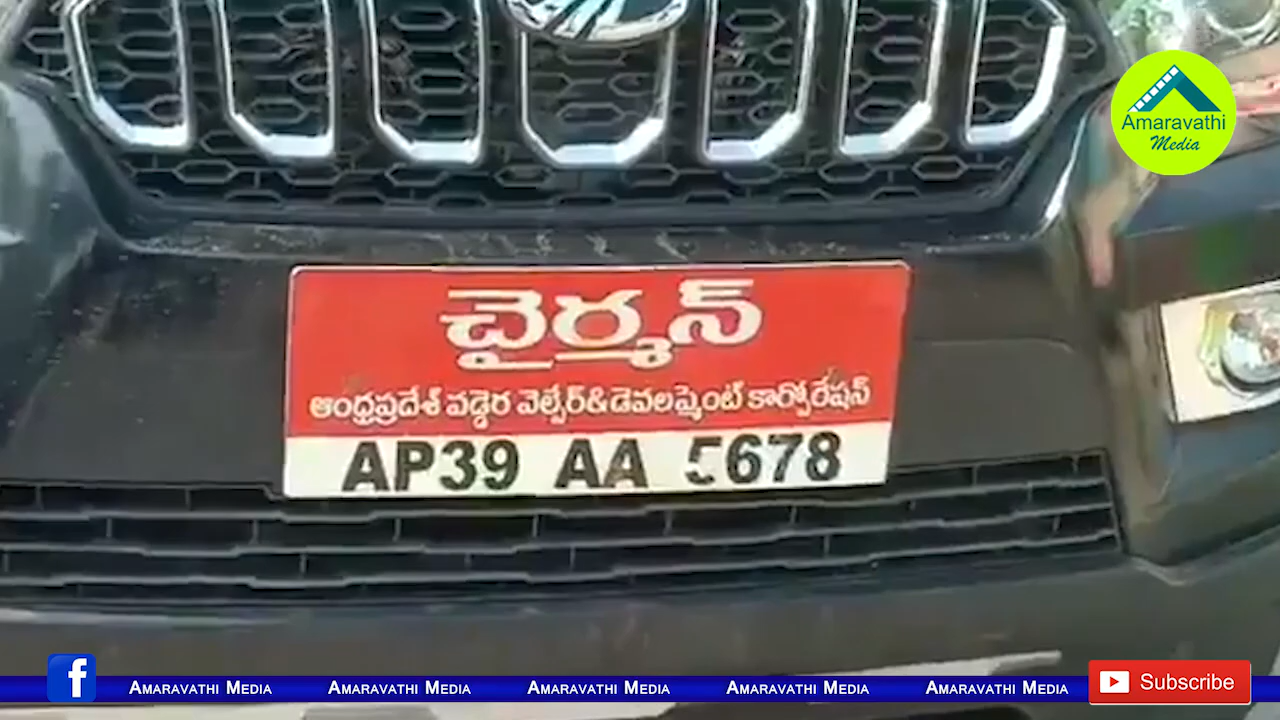 Amaravathi
Media
ఛైర్మన్
ఆంధ్రప్రదేశ్ వడ్డెర వెల్ఫేర్&డెవలప్మెంట్ కార్పోరేషన్
AP39 AA 5678
f
Amaravathi Media Amaravathi Media Amaravathi Media Amaravathi Media Amaravathi Media
Subscribe